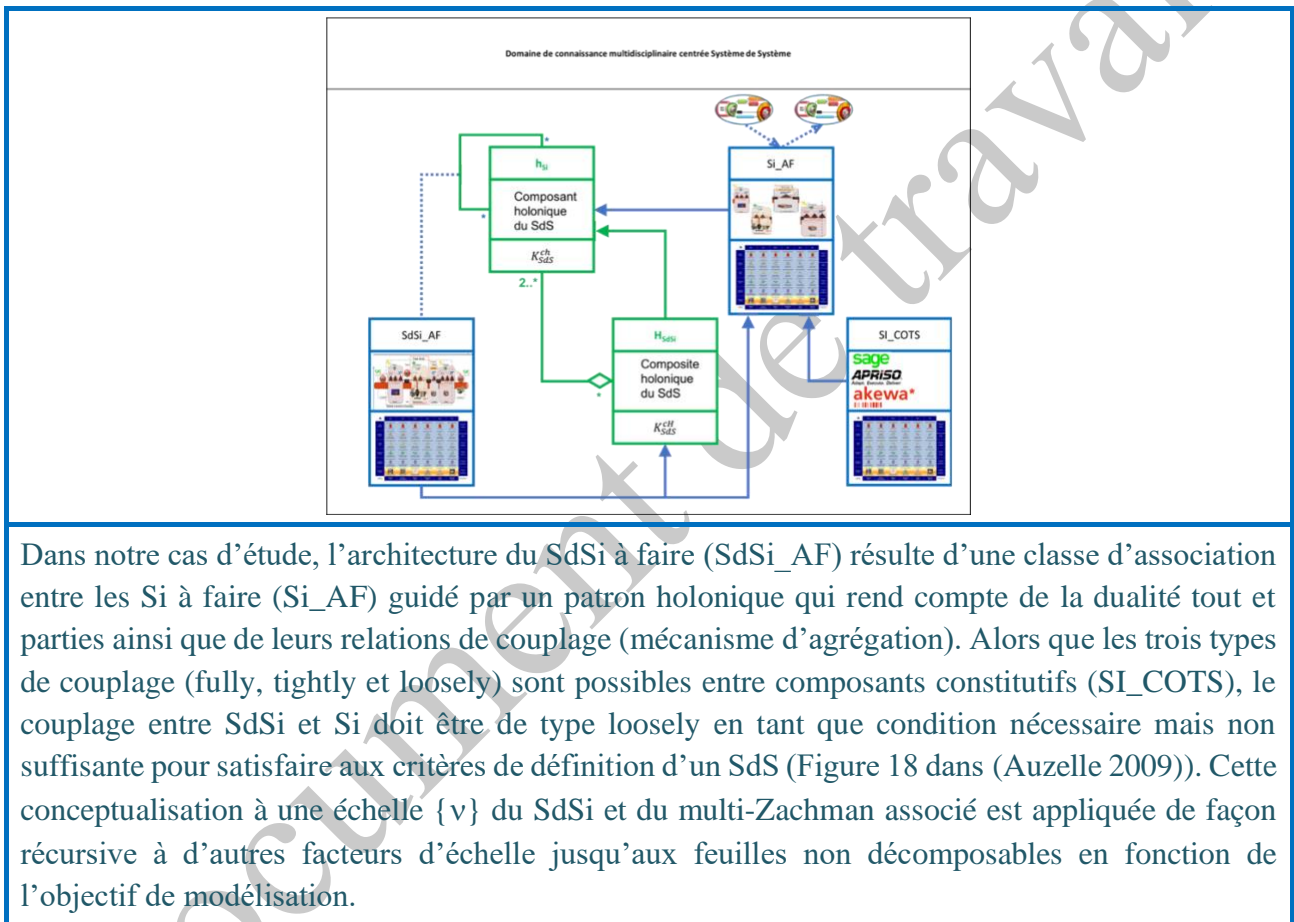 Domaine de connaissance multidisciplinaire centrée Système de Système
h_Si
Composant
holonique
du SdS
K_SdS^ch
2..*
*
*
Si_AF
SdSi_AF
H_SdSi
Composite
holonique
du SdS
K_SdS^cH
*
SI_COTS
sage
APRISO
akewa*
Dans notre cas d’étude, l’architecture du SdSi à faire (SdSi_AF) résulte d’une classe d’association
entre les Si à faire (Si_AF) guidé par un patron holonique qui rend compte de la dualité tout et
parties ainsi que de leurs relations de couplage (mécanisme d’agrégation). Alors que les trois types
de couplage (fully, tightly et loosely) sont possibles entre composants constitutifs (SI_COTS), le
couplage entre SdSi et Si doit être de type loosely en tant que condition nécessaire mais non
suffisante pour satisfaire aux critères de définition d’un SdS (Figure 18 dans (Auzelle 2009)). Cette
conceptualisation à une échelle {ν} du SdSi et du multi-Zachman associé est appliquée de façon
récursive à d’autres facteurs d’échelle jusqu’aux feuilles non décomposables en fonction de
l’objectif de modélisation.
ocument de travai